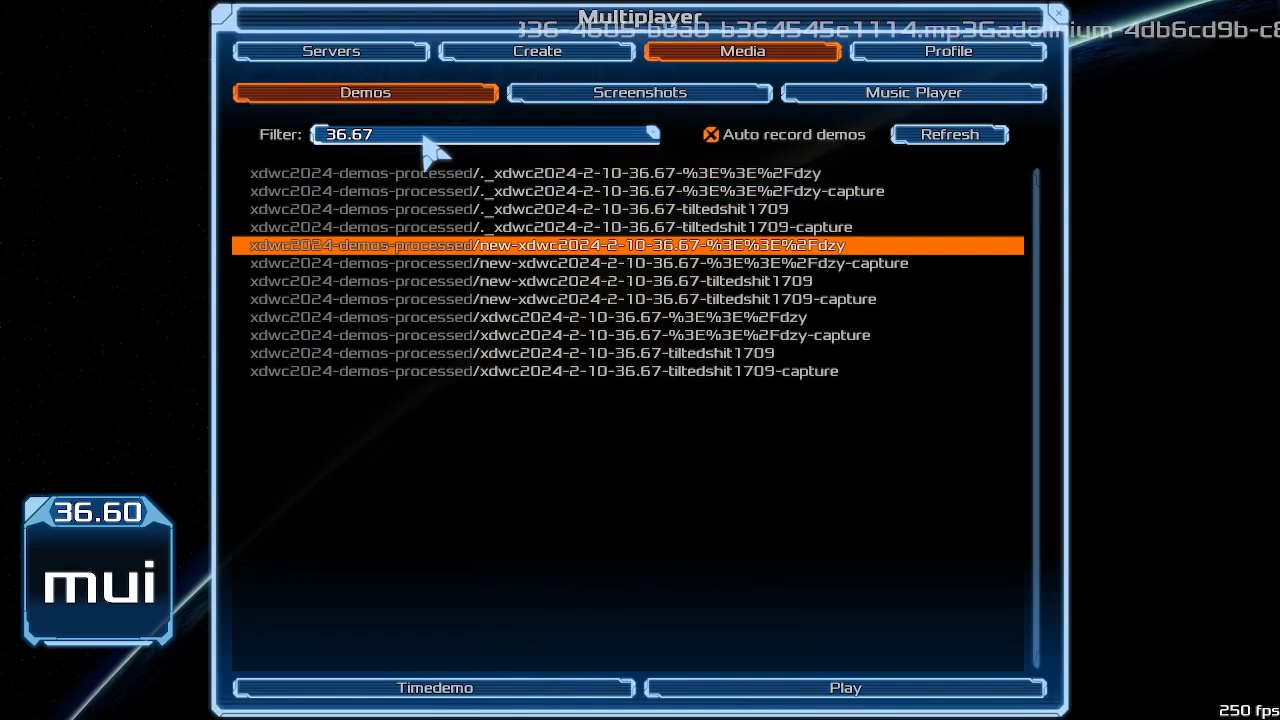 Multiplayer
036-4605-b8a0-b364545e1114.mp3Gadolinium-4db6cd9b-c8
Servers
Create
Media
Profile
Demos
Screenshots
Music Player
Filter: 36.67
Auto record demos
Refresh
xdwc2024-demos-processed/._xdwc2024-2-10-36.67-%3E%3E%2Fdzy
xdwc2024-demos-processed/._xdwc2024-2-10-36.67-%3E%3E%2Fdzy-capture
xdwc2024-demos-processed/._xdwc2024-2-10-36.67-tiltedshit1709
xdwc2024-demos-processed/._xdwc2024-2-10-36.67-tiltedshit1709-capture
xdwc2024-demos-processed/new-xdwc2024-2-10-36.67-%3E%3E%2Fdzy
xdwc2024-demos-processed/new-xdwc2024-2-10-36.67-%3E%3E%2Fdzy-capture
xdwc2024-demos-processed/new-xdwc2024-2-10-36.67-tiltedshit1709
xdwc2024-demos-processed/new-xdwc2024-2-10-36.67-tiltedshit1709-capture
xdwc2024-demos-processed/xdwc2024-2-10-36.67-%3E%3E%2Fdzy
xdwc2024-demos-processed/xdwc2024-2-10-36.67-%3E%3E%2Fdzy-capture
xdwc2024-demos-processed/xdwc2024-2-10-36.67-tiltedshit1709
xdwc2024-demos-processed/xdwc2024-2-10-36.67-tiltedshit1709-capture
36.60
mui
Timedemo
Play
250 fps